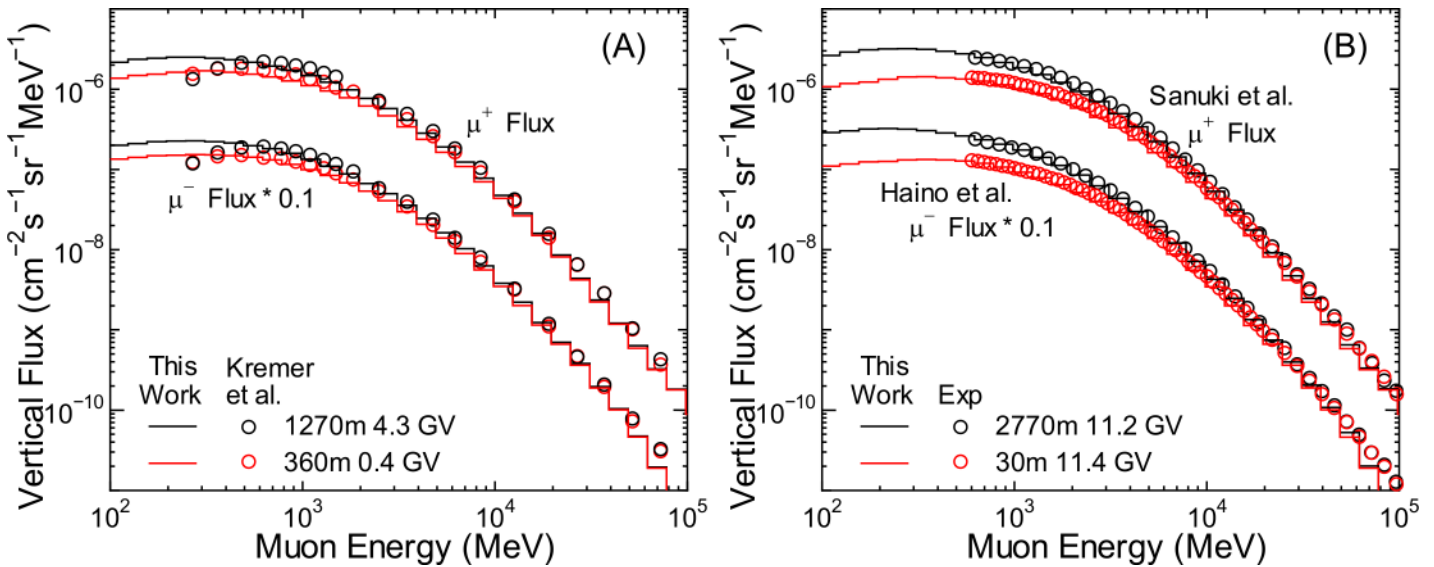 (A)
Vertical Flux (cm⁻²s⁻¹sr⁻¹MeV⁻¹)
10⁻⁶
10⁻⁸
10⁻¹⁰
μ⁺ Flux
μ⁻ Flux * 0.1
This Work
Kremer et al.
1270m 4.3 GV
360m 0.4 GV
10² 10³ 10⁴ 10⁵
Muon Energy (MeV)
(B)
Vertical Flux (cm⁻²s⁻¹sr⁻¹MeV⁻¹)
10⁻⁶
10⁻⁸
10⁻¹⁰
Sanuki et al.
μ⁺ Flux
Haino et al.
μ⁻ Flux * 0.1
This
Work Exp
2770m 11.2 GV
30m 11.4 GV
10² 10³ 10⁴ 10⁵
Muon Energy (MeV)